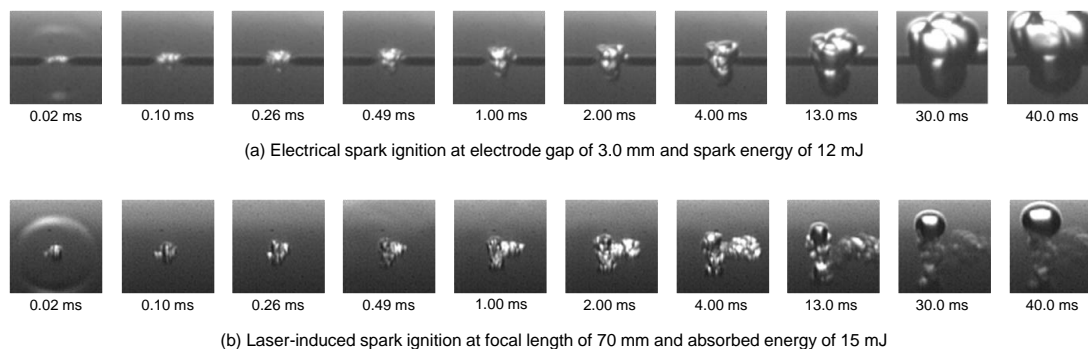 0.02 ms 0.10 ms 0.26 ms 0.49 ms 1.00 ms 2.00 ms 4.00 ms 13.0 ms 30.0 ms 40.0 ms
(a) Electrical spark ignition at electrode gap of 3.0 mm and spark energy of 12 mJ
0.02 ms 0.10 ms 0.26 ms 0.49 ms 1.00 ms 2.00 ms 4.00 ms 13.0 ms 30.0 ms 40.0 ms
(b) Laser-induced spark ignition at focal length of 70 mm and absorbed energy of 15 mJ